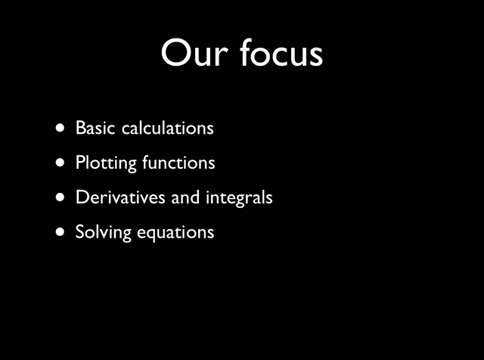 Our focus
• Basic calculations
• Plotting functions
• Derivatives and integrals
• Solving equations